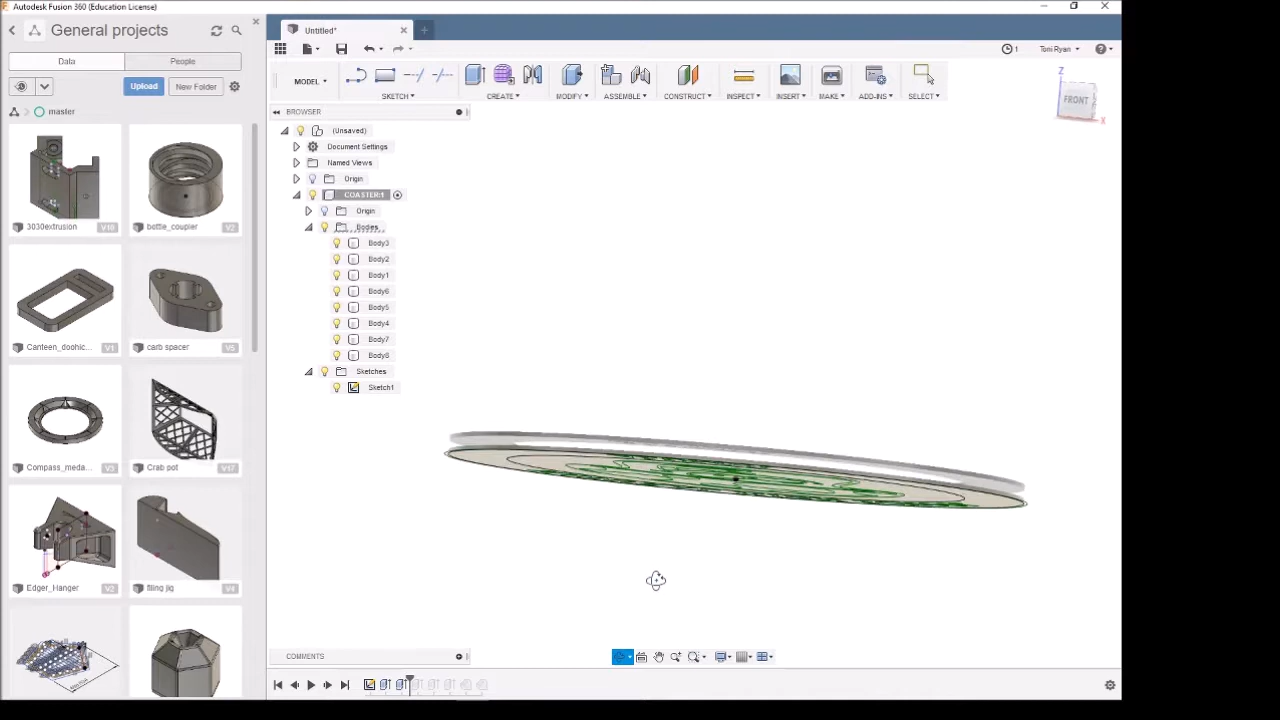 Autodesk Fusion 360 (Education License)
General projects
Data
People
Upload
New Folder
master
3030extrusion
V10
bottle_coupler
V2
Canteen_doohic...
V1
carb spacer
V6
Compass_meda...
V3
Crab pot
V17
Edger_Hanger
V2
filing jig
V4
Untitled*
1
Toni Ryan
MODEL
SKETCH
CREATE
MODIFY
ASSEMBLE
CONSTRUCT
INSPECT
INSERT
MAKE
ADD-INS
SELECT
BROWSER
(Unsaved)
Document Settings
Named Views
Origin
COASTER:1
Origin
Bodies
Body3
Body2
Body1
Body6
Body5
Body4
Body7
Body8
Sketches
Sketch1
Z
FRONT
X
COMMENTS